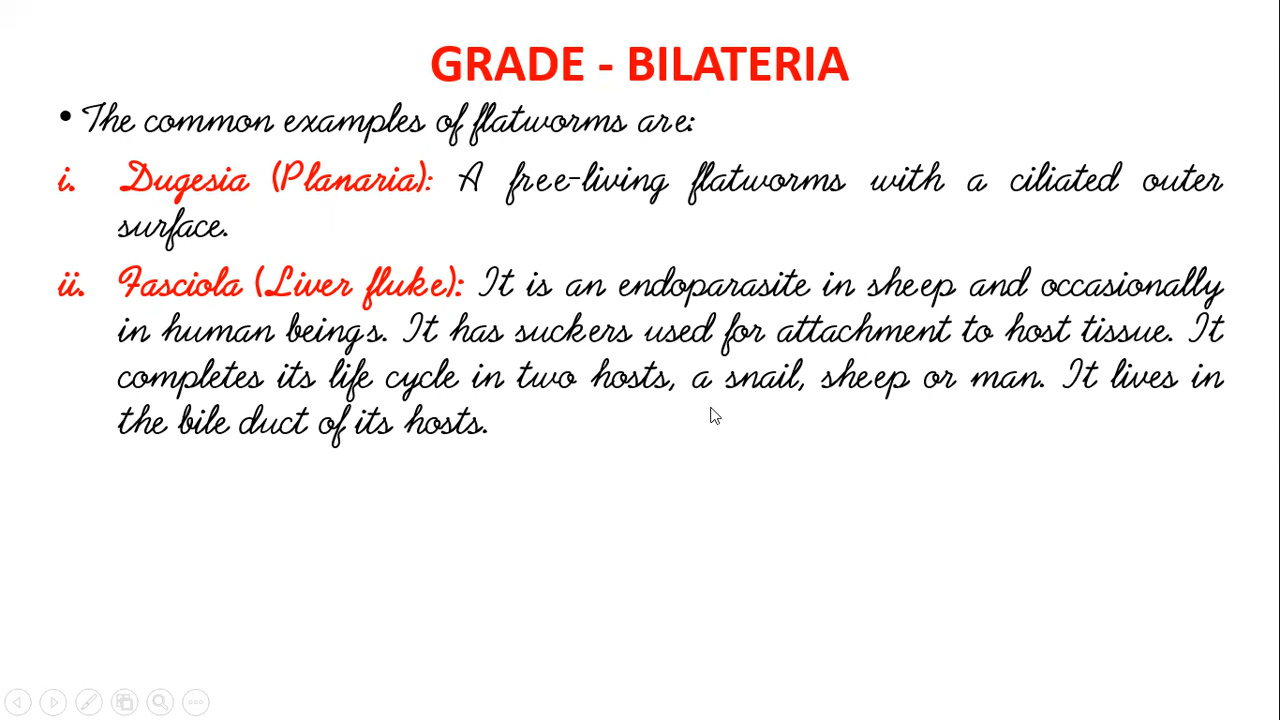 GRADE - BILATERIA
• The common examples of flatworms are:
i. Dugesia (Planaria): A free-living flatworms with a ciliated outer
surface.
ii. Fasciola (Liver fluke): It is an endoparasite in sheep and occasionally
in human beings. It has suckers used for attachment to host tissue. It
completes its life cycle in two hosts, a snail, sheep or man. It lives in
the bile duct of its hosts.